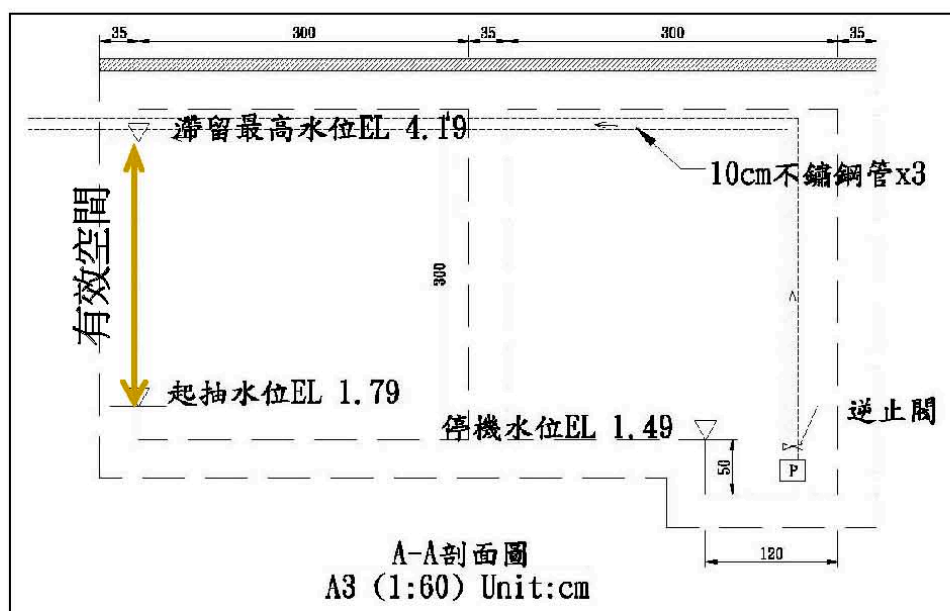 35 300 35 300 35
滯留最高水位EL 4.19
10cm不鏽鋼管x3
有效空間
300
起抽水位EL 1.79
停機水位EL 1.49
逆止閥
50
P
120
A-A剖面圖
A3 (1:60) Unit:cm